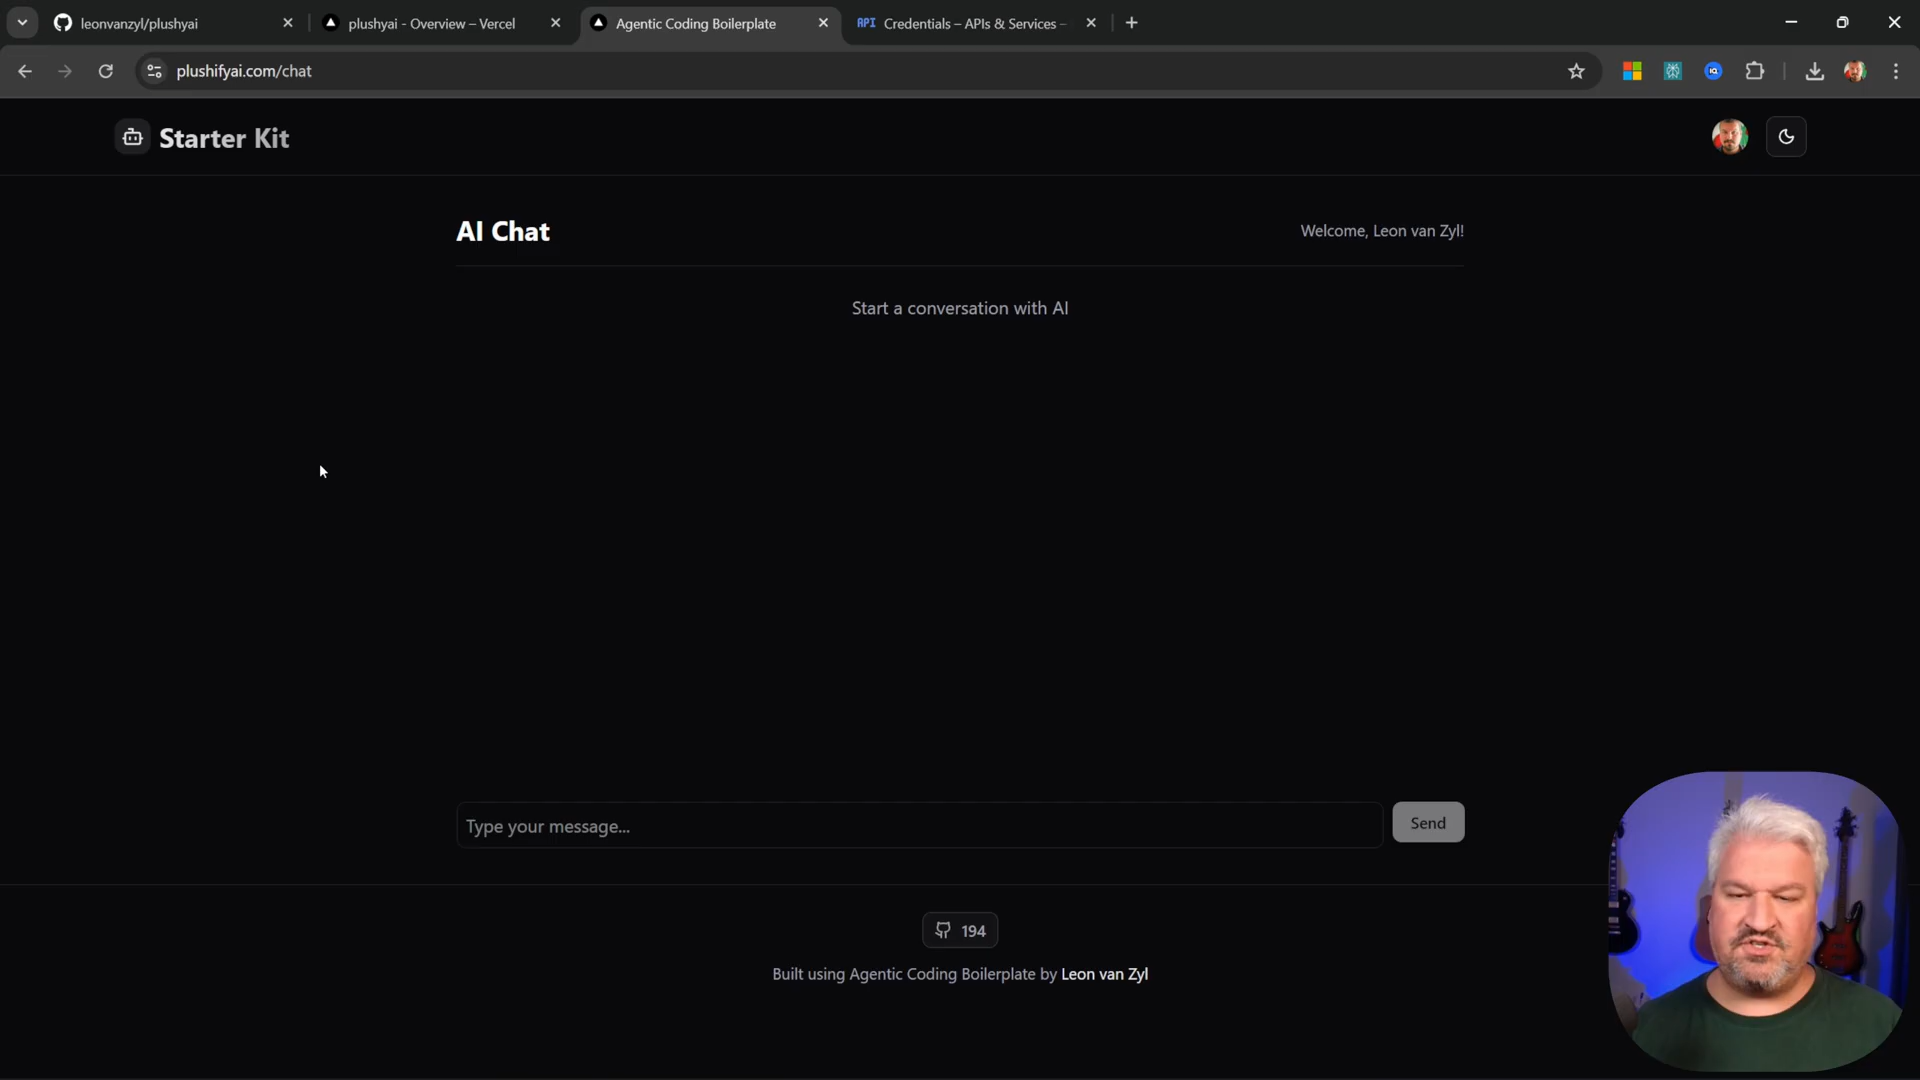 leonvanzyl/plushyai
plushyai - Overview – Vercel
Agentic Coding Boilerplate
API Credentials – APIs & Services –
plushifyai.com/chat
Starter Kit
AI Chat
Welcome, Leon van Zyl!
Start a conversation with AI
Type your message...
Send
194
Built using Agentic Coding Boilerplate by Leon van Zyl